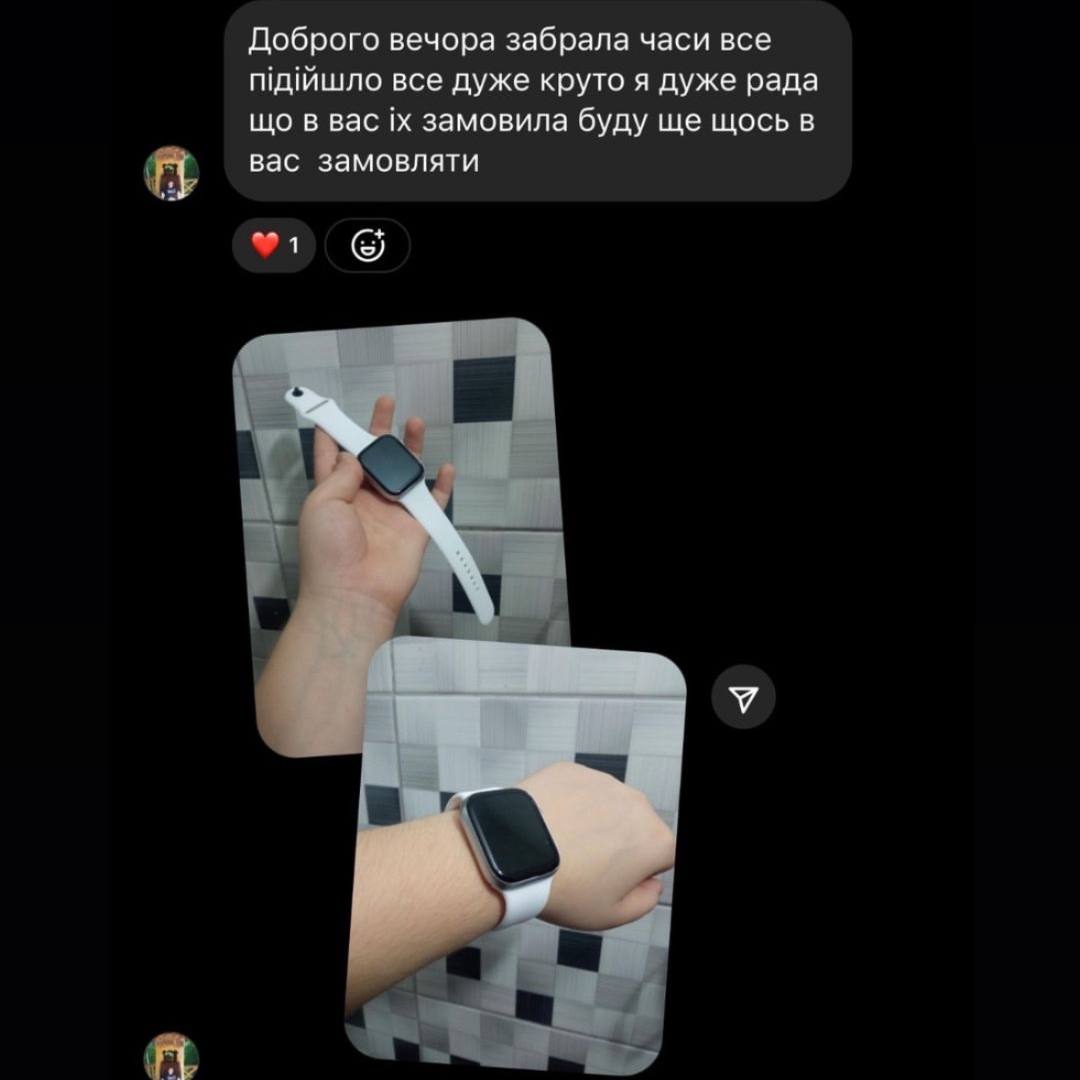 Доброго вечора забрала часи все
підійшло все дуже круто я дуже рада
що в вас іх замовила буду ще щось в
вас  замовляти
❤️ 1